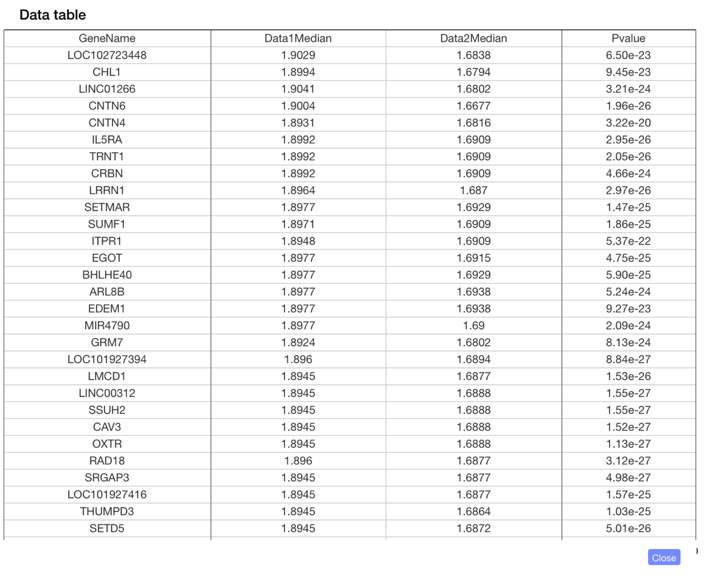 Data table
GeneName Data1Median Data2Median Pvalue
LOC102723448 1.9029 1.6838 6.50e-23
CHL1 1.8994 1.6794 9.45e-23
LINC01266 1.9041 1.6802 3.21e-24
CNTN6 1.9004 1.6677 1.96e-26
CNTN4 1.8931 1.6816 3.22e-20
IL5RA 1.8992 1.6909 2.95e-26
TRNT1 1.8992 1.6909 2.05e-26
CRBN 1.8992 1.6909 4.66e-24
LRRN1 1.8964 1.687 2.97e-26
SETMAR 1.8977 1.6929 1.47e-25
SUMF1 1.8971 1.6909 1.86e-25
ITPR1 1.8948 1.6909 5.37e-22
EGOT 1.8977 1.6915 4.75e-25
BHLHE40 1.8977 1.6929 5.90e-25
ARL8B 1.8977 1.6938 5.24e-24
EDEM1 1.8977 1.6938 9.27e-23
MIR4790 1.8977 1.69 2.09e-24
GRM7 1.8924 1.6802 8.13e-24
LOC101927394 1.896 1.6894 8.84e-27
LMCD1 1.8945 1.6877 1.53e-26
LINC00312 1.8945 1.6888 1.55e-27
SSUH2 1.8945 1.6888 1.55e-27
CAV3 1.8945 1.6888 1.52e-27
OXTR 1.8945 1.6888 1.13e-27
RAD18 1.896 1.6877 3.12e-27
SRGAP3 1.8945 1.6877 4.98e-27
LOC101927416 1.8945 1.6877 1.57e-25
THUMPD3 1.8945 1.6864 1.03e-25
SETD5 1.8945 1.6872 5.01e-26
Close